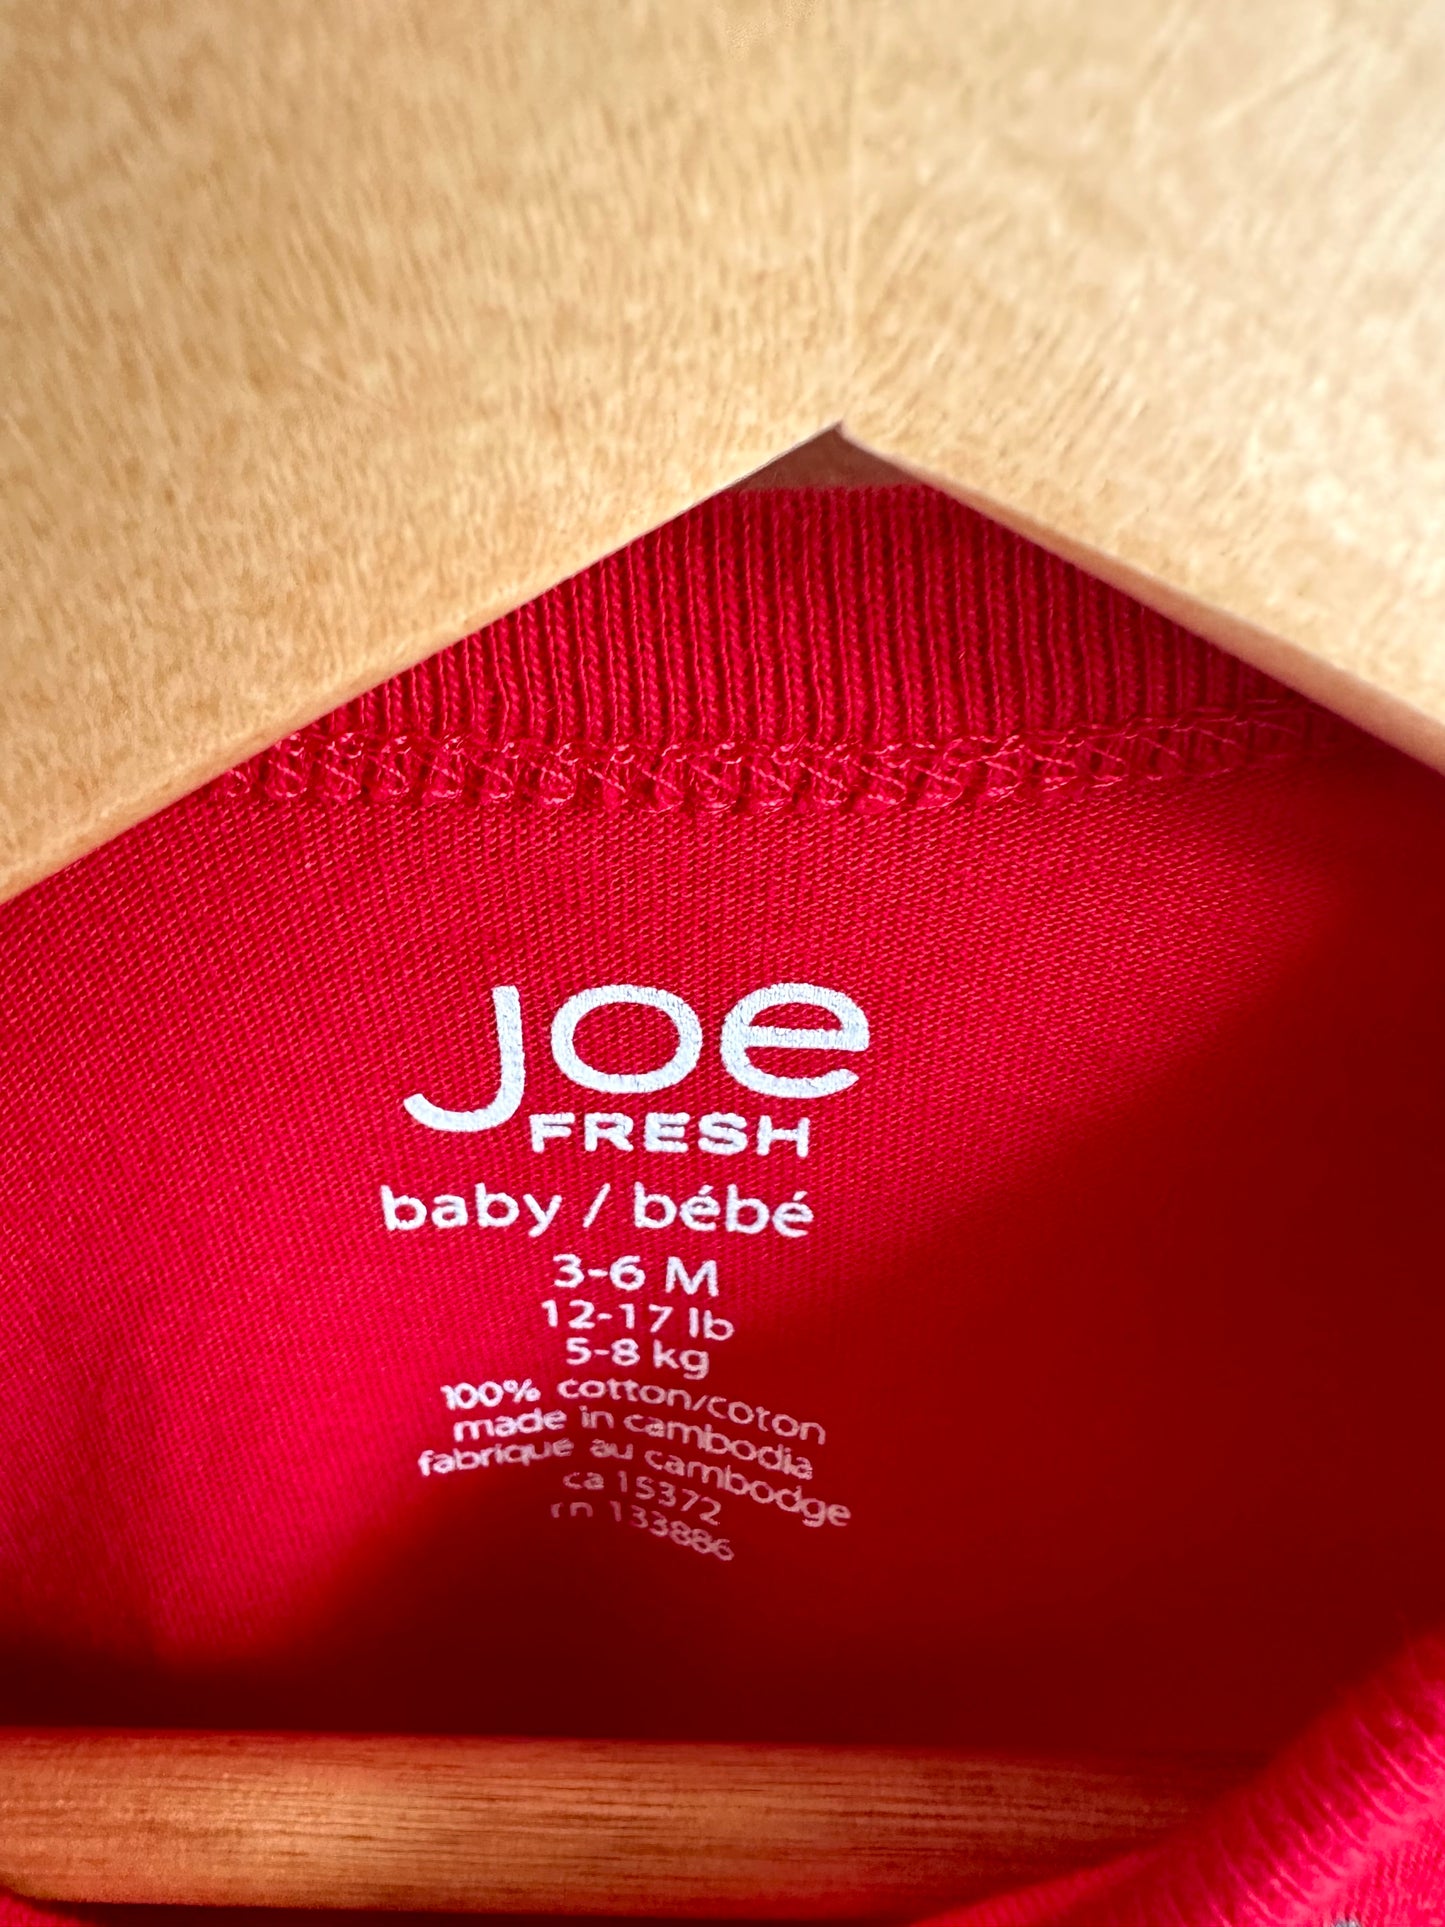 Joe
FRESH
baby / bébé
3-6 M
12-17 lb
5-8 kg
100% cotton/coton
made in cambodia
fabriqué au cambodge
ca 15372
rn 133886